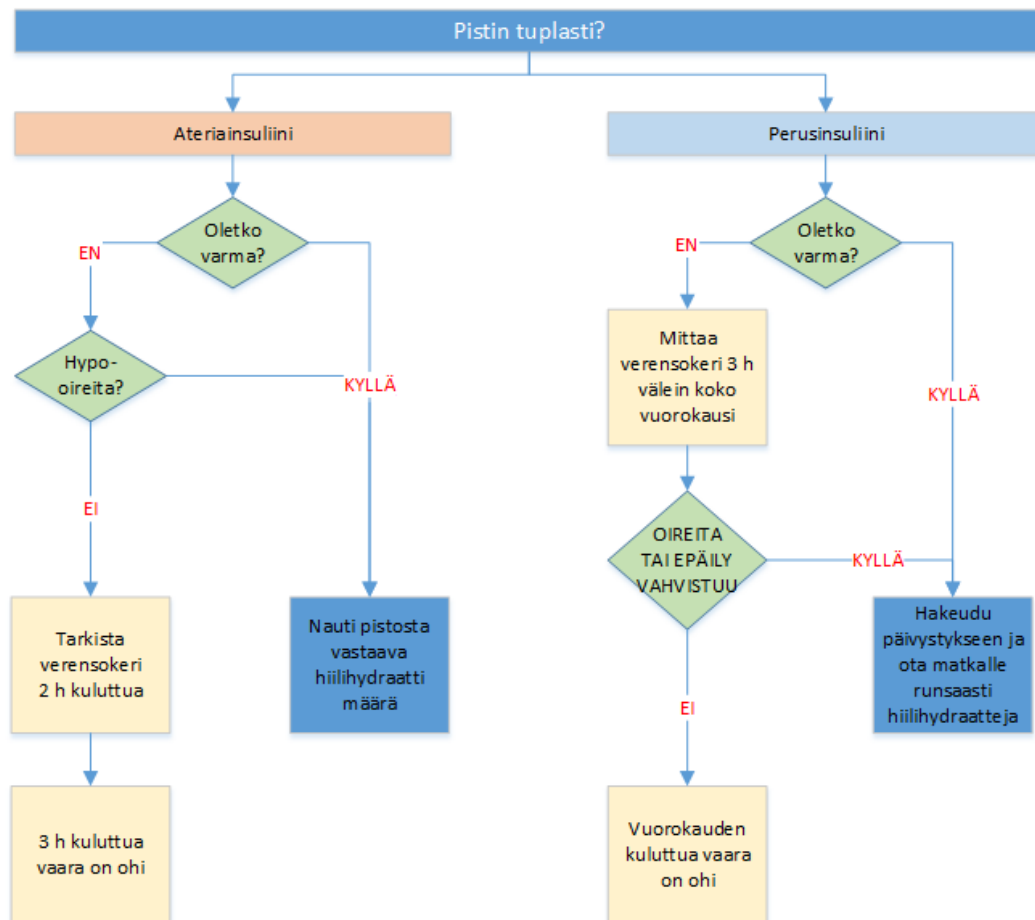 Pistin tuplasti?
Ateriainsuliini
Perusinsuliini
Oletko
varma?
EN
Hypo-
oireita?
KYLLÄ
EI
Tarkista
verensokeri
2 h kuluttua
Nauti pistosta
vastaava
hiilihydraatti
määrä
3 h kuluttua
vaara on ohi
Oletko
varma?
EN
Mittaa
verensokeri 3 h
välein koko
vuorokausi
KYLLÄ
OIREITA
TAI EPÄILY
VAHVISTUU
KYLLÄ
Hakeudu
päivystykseen ja
ota matkalle
runsaasti
hiilihydraatteja
EI
Vuorokauden
kuluttua vaara
on ohi